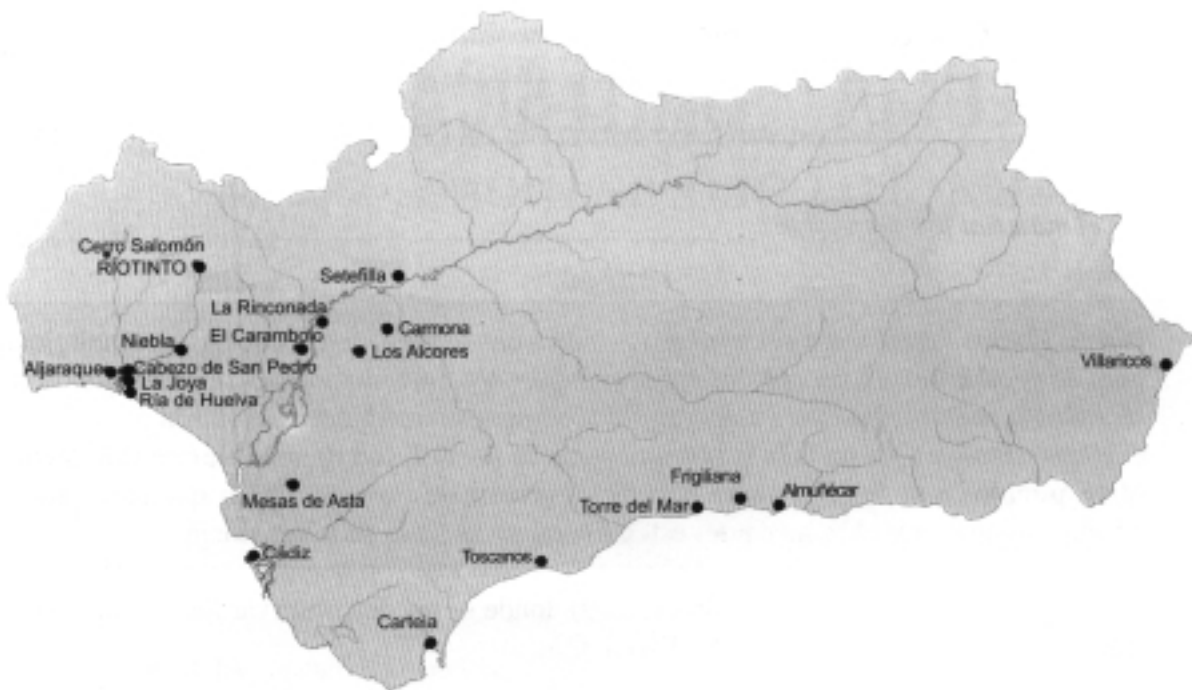 Cerro Salomón
RÍOTINTO
Setefilla
La Rinconada
Carmona
Niebla
El Carambolo
Los Alcores
Aljaraque
Cabezo de San Pedro
La Joya
Ría de Huelva
Villaricos
Mesas de Asta
Frigiliana
Almuñécar
Torre del Mar
Cádiz
Toscanos
Carteia